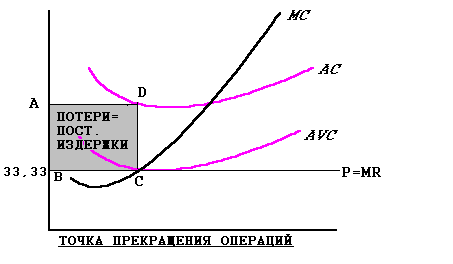 MC
AC
D
A
ПОТЕРИ=
ПОСТ.
ИЗДЕРЖКИ
AVC
33,33
B
C
P=MR
ТОЧКА ПРЕКРАЩЕНИЯ ОПЕРАЦИЙ